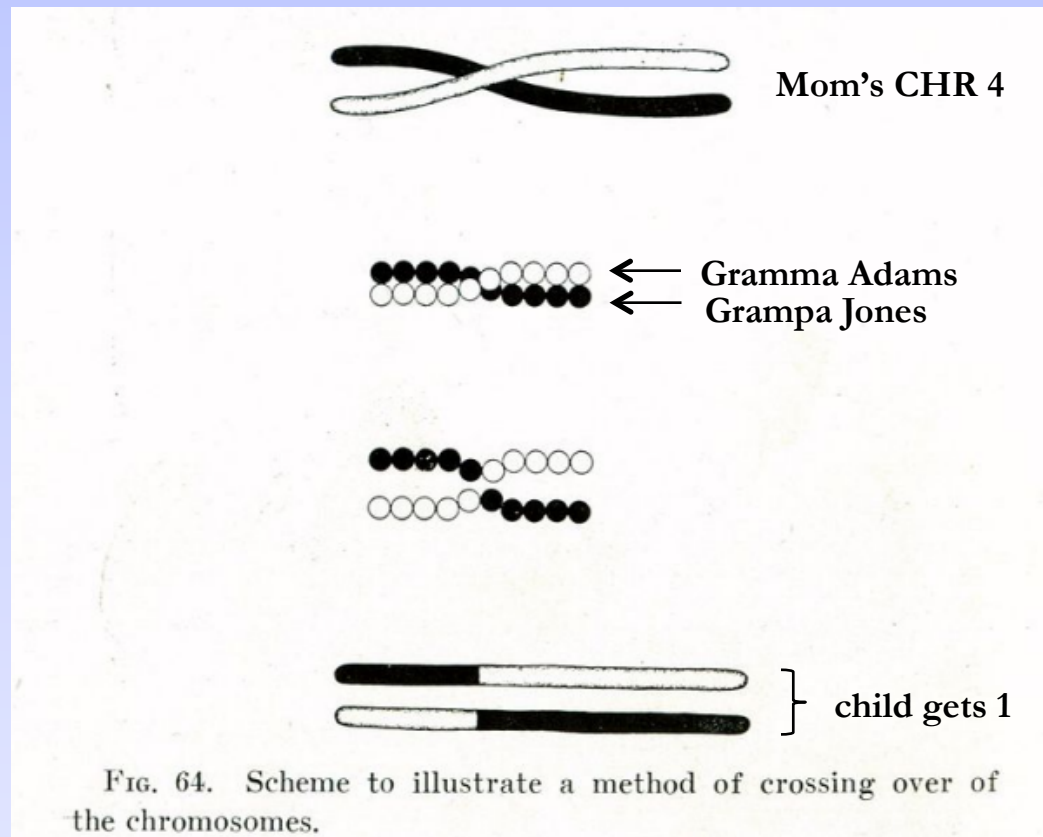 Mom's CHR 4
Gramma Adams
Grampa Jones
child gets 1
FIG. 64. Scheme to illustrate a method of crossing over of
the chromosomes.